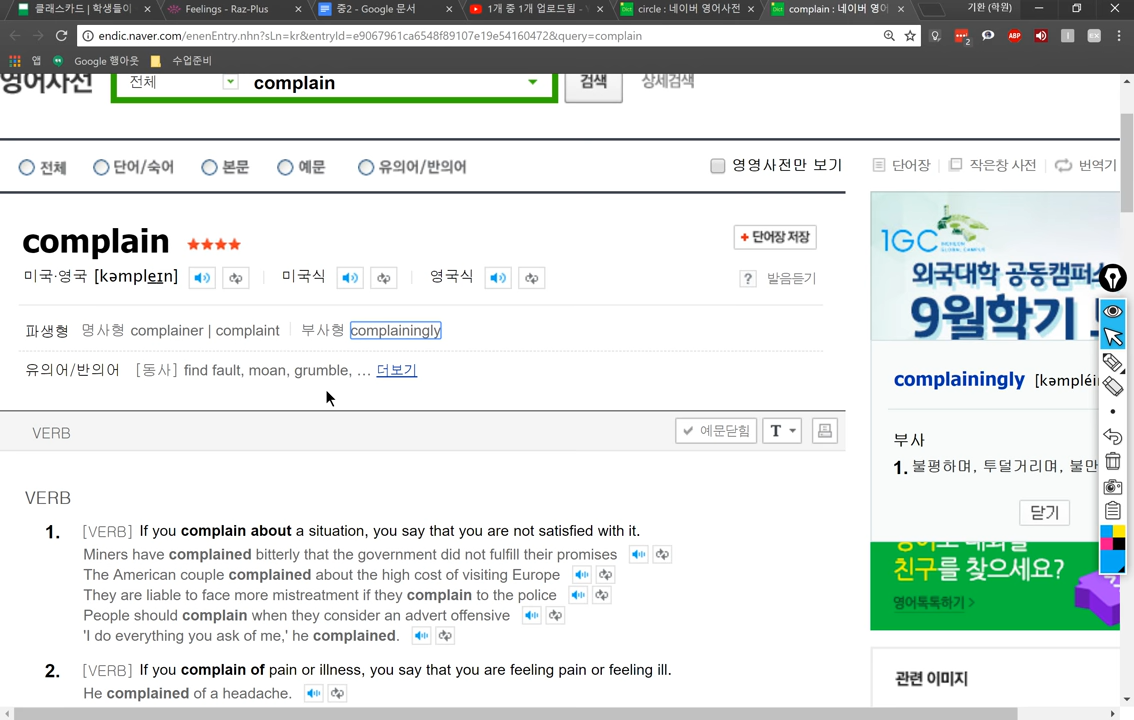 클래스카드 | 학생들이
Feelings - Raz-Plus
중2 - Google 문서
1개 중 1개 업로드됨 -
circle : 네이버 영어사전
complain : 네이버 영어
기환 (학원)
endic.naver.com/enenEntry.nhn?sLn=kr&entryId=e9067961ca6548f89107e19e54160472&query=complain
2
ABP
앱
Google 행아웃
수업준비
영어사전
전체
complain
검색
상세검색
전체
단어/숙어
본문
예문
유의어/반의어
영영사전만 보기
단어장
작은창 사전
번역기
complain
+ 단어장 저장
미국·영국 [kəmpleɪn]
미국식
영국식
? 발음듣기
파생형 명사형 complainer | complaint 부사형 complainingly
유의어/반의어 [동사] find fault, moan, grumble, … 더보기
VERB
예문닫힘
T
VERB
1. [VERB] If you complain about a situation, you say that you are not satisfied with it.
Miners have complained bitterly that the government did not fulfill their promises
The American couple complained about the high cost of visiting Europe
They are liable to face more mistreatment if they complain to the police
People should complain when they consider an advert offensive
'I do everything you ask of me,' he complained.
2. [VERB] If you complain of pain or illness, you say that you are feeling pain or feeling ill.
He complained of a headache.
1GC
외국대학 공동캠퍼스
9월학기
complainingly [kəmpléi
부사
1. 불평하며, 투덜거리며, 불만
닫기
친구를 찾으세요?
영어톡톡하기 >
관련 이미지